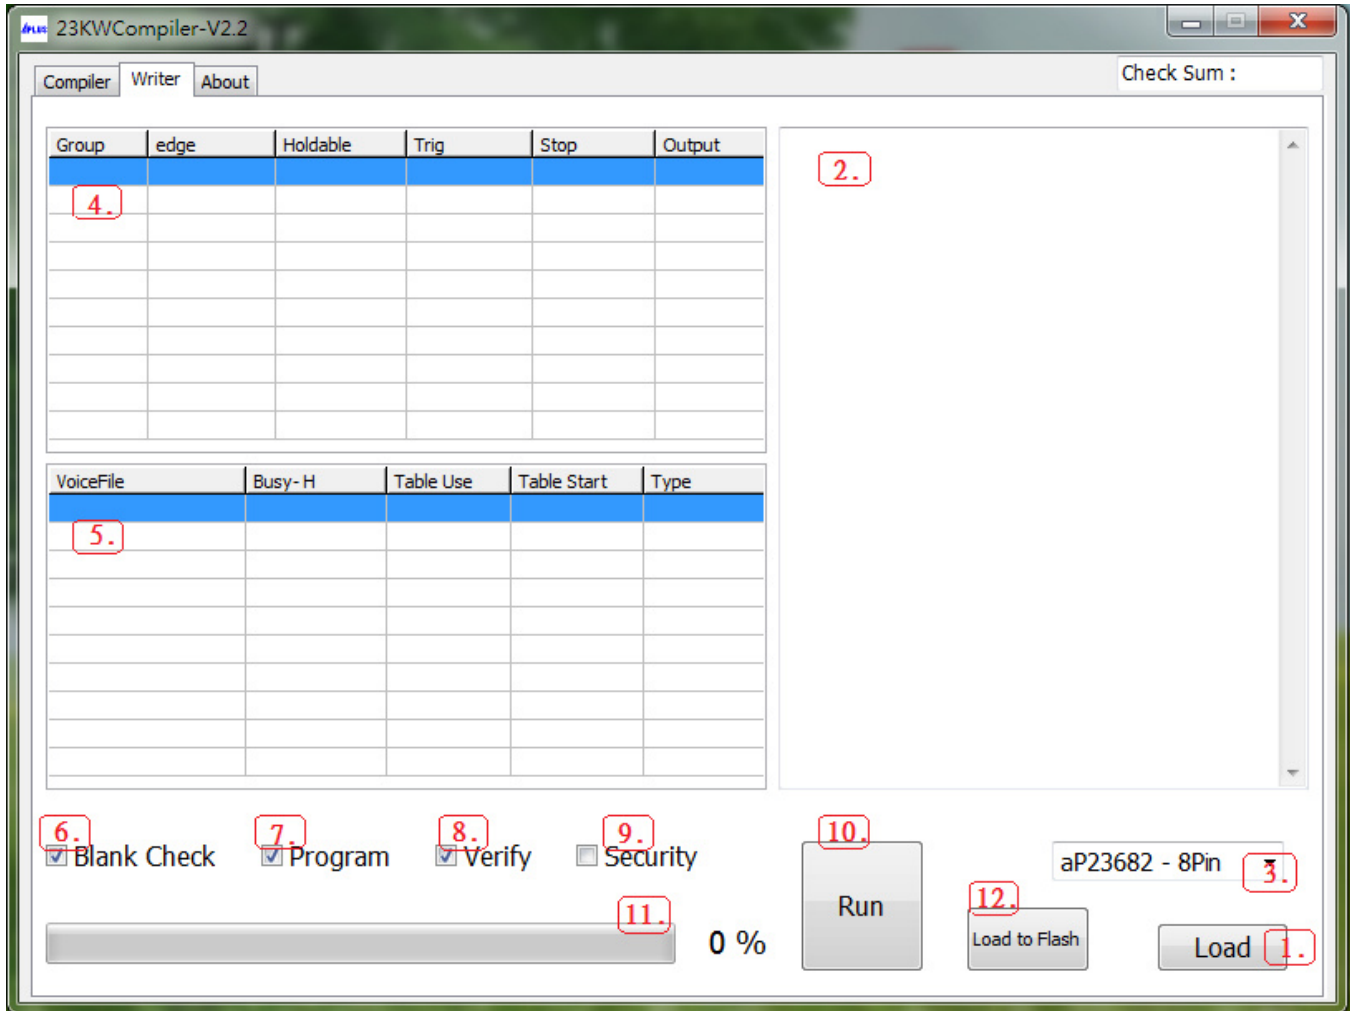 APLUS 23KWCompiler-V2.2
Compiler Writer About
Check Sum :
Group edge Holdable Trig Stop Output
2.
4.
VoiceFile Busy-H Table Use Table Start Type
5.
6. 7. 8. 9. 10.
Blank Check Program Verify Security
aP23682 - 8Pin 3.
Run
12.
11.
0 %
Load to Flash
Load 1.